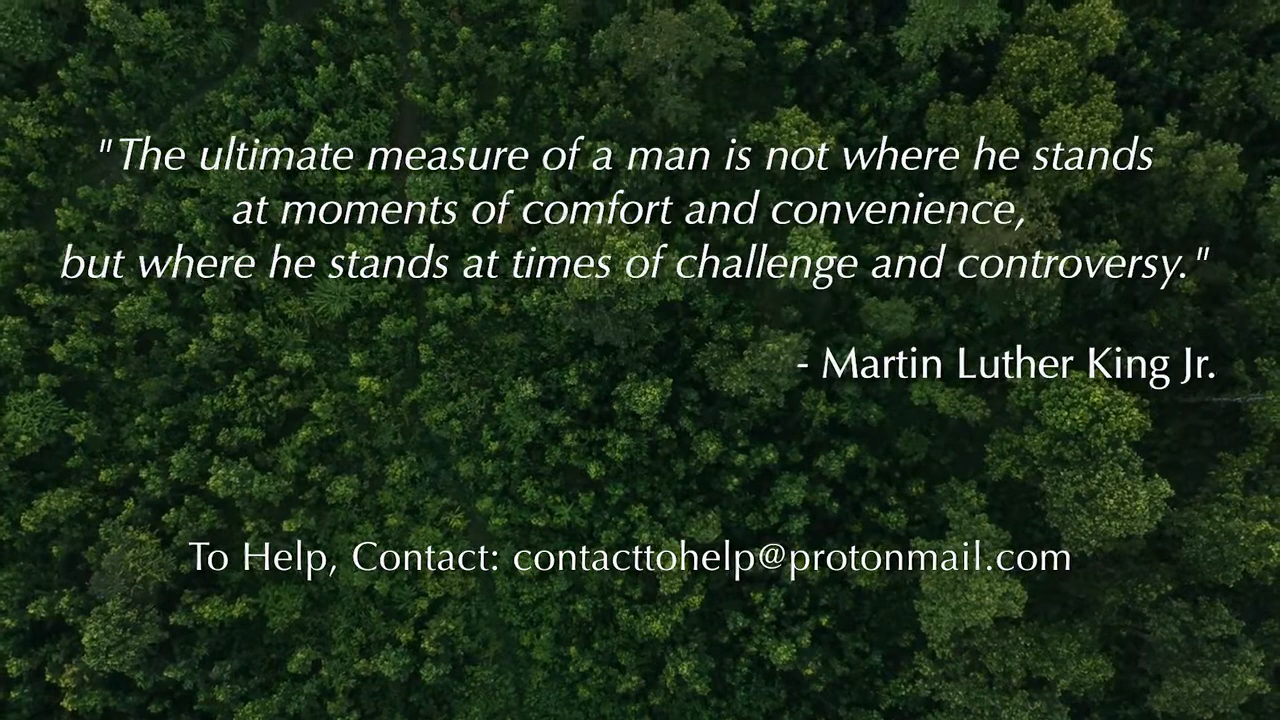 "The ultimate measure of a man is not where he stands
at moments of comfort and convenience,
but where he stands at times of challenge and controversy."
- Martin Luther King Jr.
To Help, Contact: contacttohelp@protonmail.com